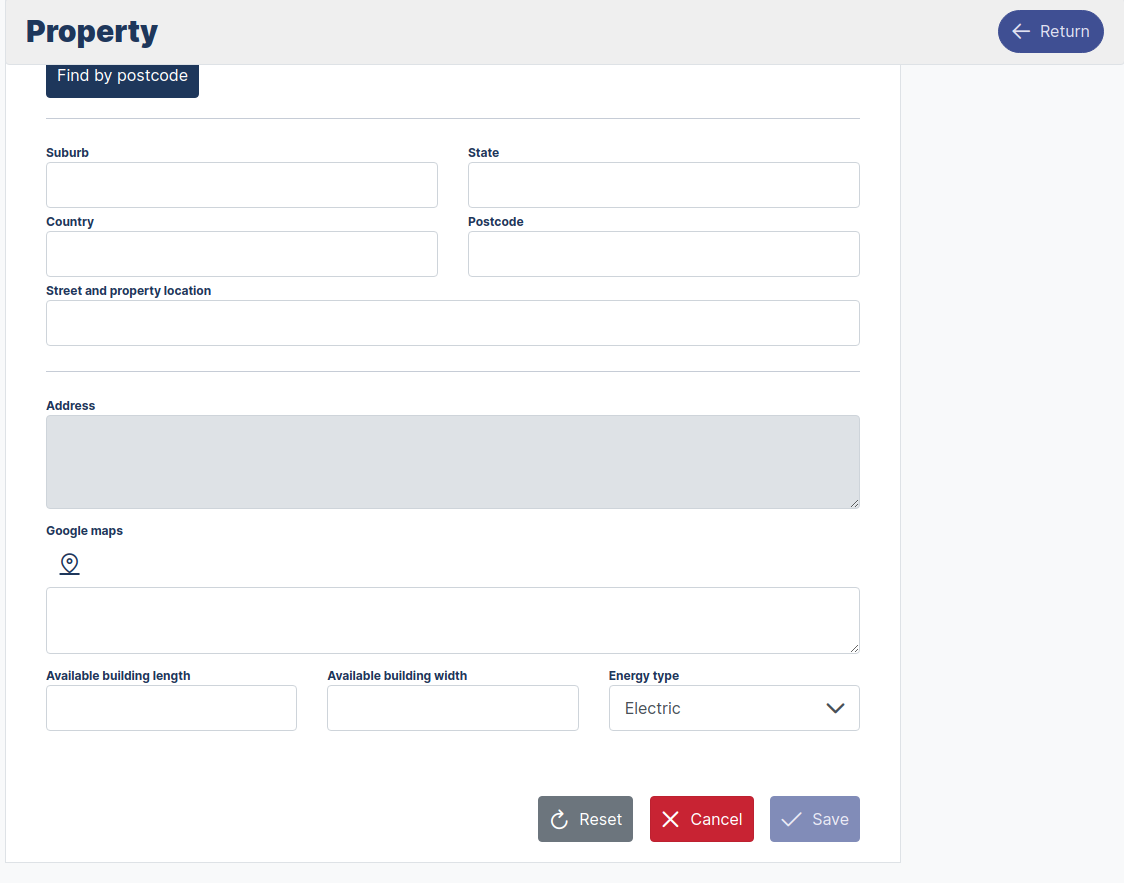 Property
Return
Find by postcode
Suburb
State
Country
Postcode
Street and property location
Address
Google maps
Available building length
Available building width
Energy type
Electric
Reset
Cancel
Save